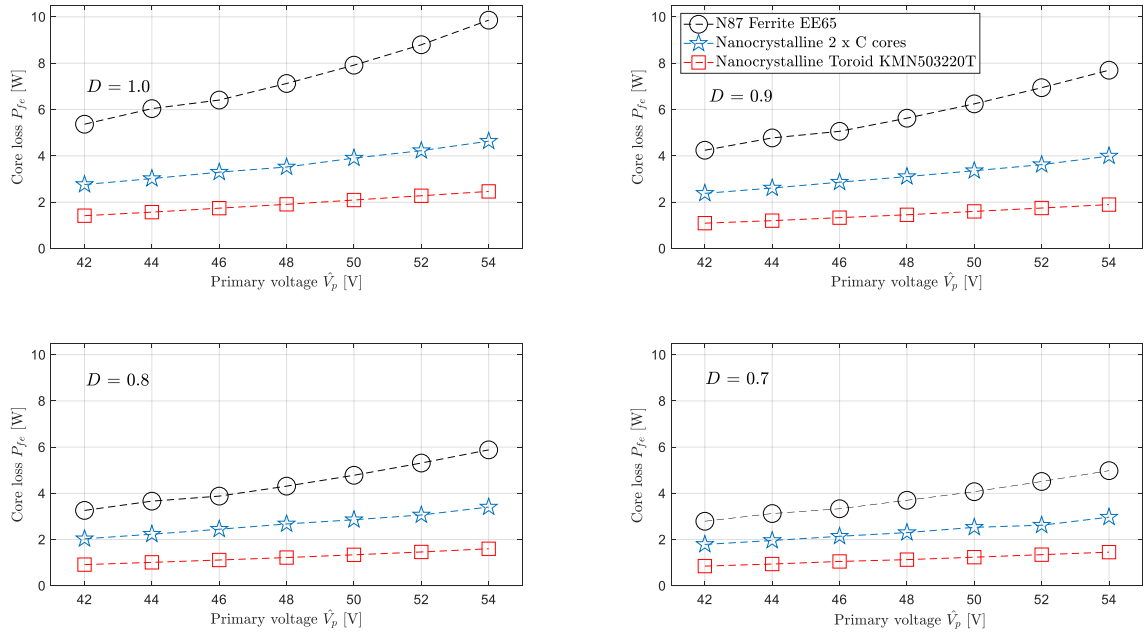 10
8
6
4
2
0
D = 1.0
Core loss P_fe [W]
42 44 46 48 50 52 54
Primary voltage V̂_p [V]
10
8
6
4
2
0
N87 Ferrite EE65
Nanocrystalline 2 x C cores
Nanocrystalline Toroid KMN503220T
D = 0.9
Core loss P_fe [W]
42 44 46 48 50 52 54
Primary voltage V̂_p [V]
10
8
6
4
2
0
D = 0.8
Core loss P_fe [W]
42 44 46 48 50 52 54
Primary voltage V̂_p [V]
10
8
6
4
2
0
D = 0.7
Core loss P_fe [W]
42 44 46 48 50 52 54
Primary voltage V̂_p [V]